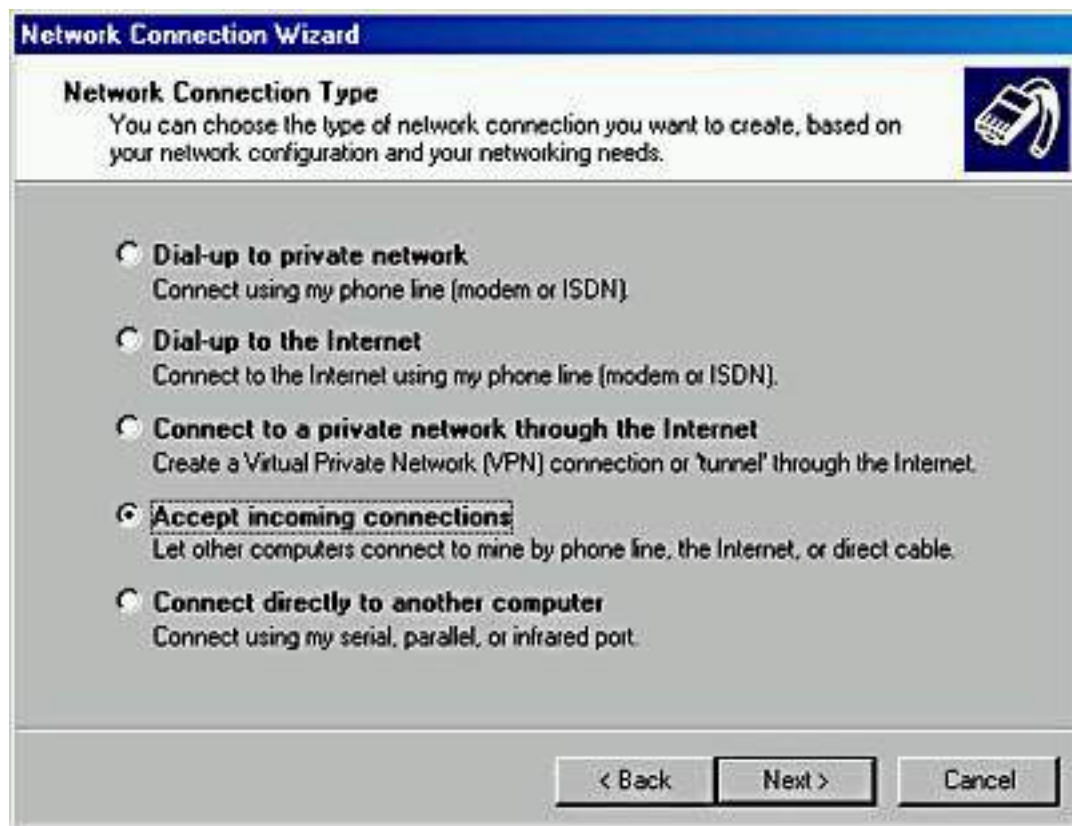 Network Connection Wizard
Network Connection Type
You can choose the type of network connection you want to create, based on
your network configuration and your networking needs.
Dial-up to private network
Connect using my phone line (modem or ISDN).
Dial-up to the Internet
Connect to the Internet using my phone line (modem or ISDN).
Connect to a private network through the Internet
Create a Virtual Private Network (VPN) connection or 'tunnel' through the Internet.
Accept incoming connections
Let other computers connect to mine by phone line, the Internet, or direct cable.
Connect directly to another computer
Connect using my serial, parallel, or infrared port.
< Back Next > Cancel